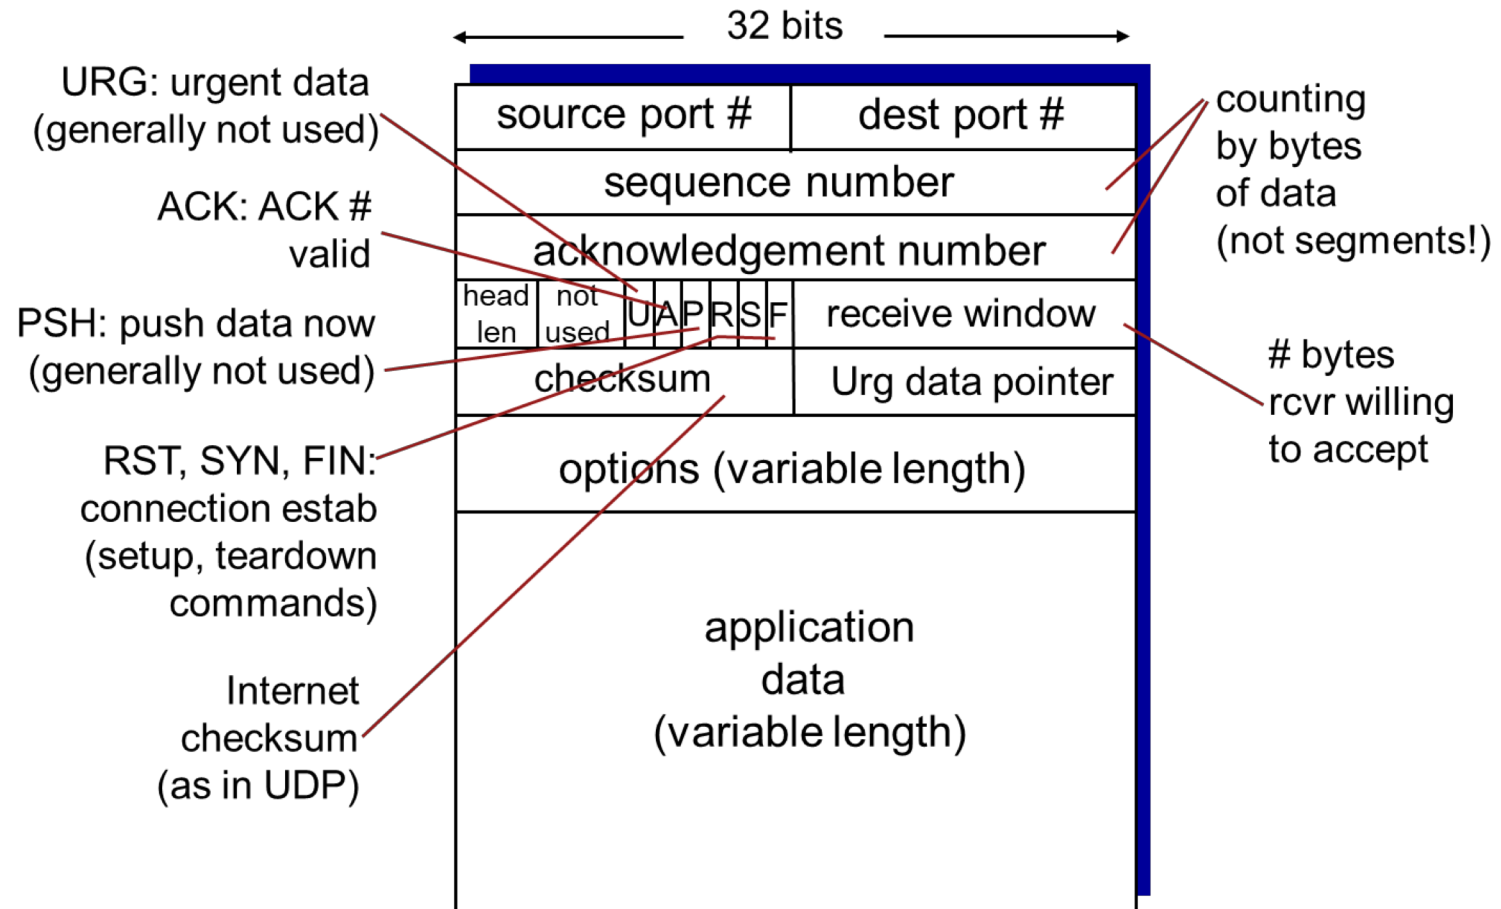 32 bits
URG: urgent data
(generally not used)
ACK: ACK #
valid
PSH: push data now
(generally not used)
RST, SYN, FIN:
connection estab
(setup, teardown
commands)
Internet
checksum
(as in UDP)
source port #
dest port #
sequence number
acknowledgement number
head
len
not
used
U
A
P
R
S
F
receive window
checksum
Urg data pointer
options (variable length)
application
data
(variable length)
counting
by bytes
of data
(not segments!)
# bytes
rcvr willing
to accept